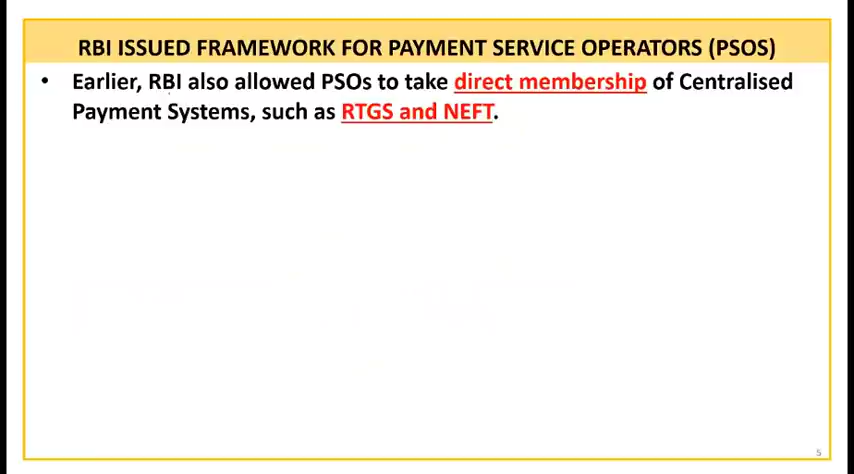 RBI ISSUED FRAMEWORK FOR PAYMENT SERVICE OPERATORS (PSOS)
• Earlier, RBI also allowed PSOs to take direct membership of Centralised
Payment Systems, such as RTGS and NEFT.
5